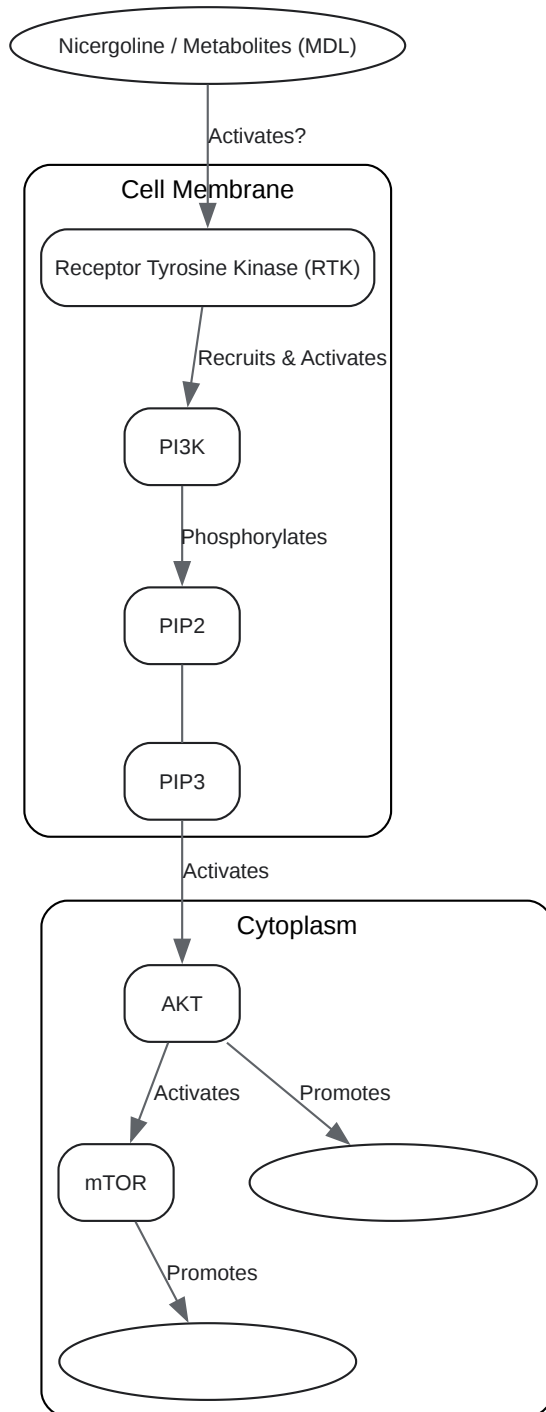 Nicergoline / Metabolites (MDL)
Activates?
Cell Membrane
Receptor Tyrosine Kinase (RTK)
Recruits & Activates
PI3K
Phosphorylates
PIP2
PIP3
Activates
Cytoplasm
AKT
Activates
Promotes
mTOR
Promotes